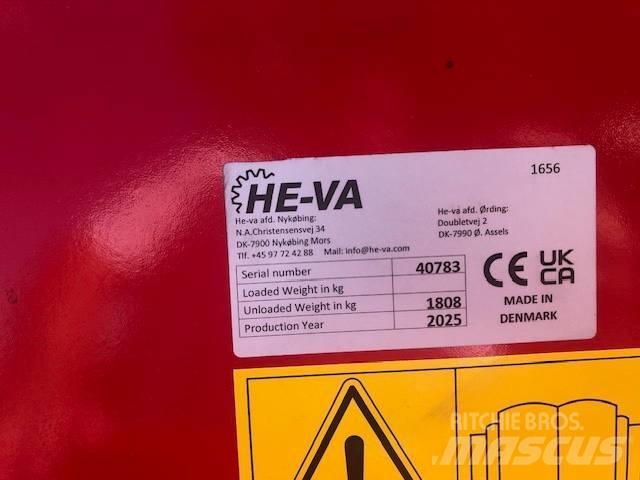 1656
HE-VA
He-va afd. Nykøbing:
N.A.Christensensvej 34
DK-7900 Nykøbing Mors
Tlf. +45 97 72 42 88 Mail: info@he-va.com
He-va afd. Ørding:
Doubletvej 2
DK-7990 Ø. Assels
Serial number 40783
Loaded Weight in kg
Unloaded Weight in kg 1808
Production Year 2025
CE UK CA
MADE IN
DENMARK
RITCHIE BROS.
MASCUS